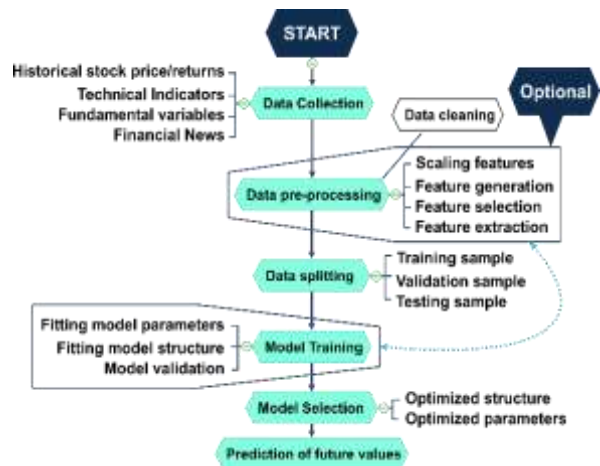 START
Historical stock price/returns
Technical Indicators
Fundamental variables
Financial News
Data Collection
Optional
Data cleaning
Data pre-processing
Scaling features
Feature generation
Feature selection
Feature extraction
Data splitting
Training sample
Validation sample
Testing sample
Fitting model parameters
Fitting model structure
Model validation
Model Training
Model Selection
Optimized structure
Optimized parameters
Prediction of future values